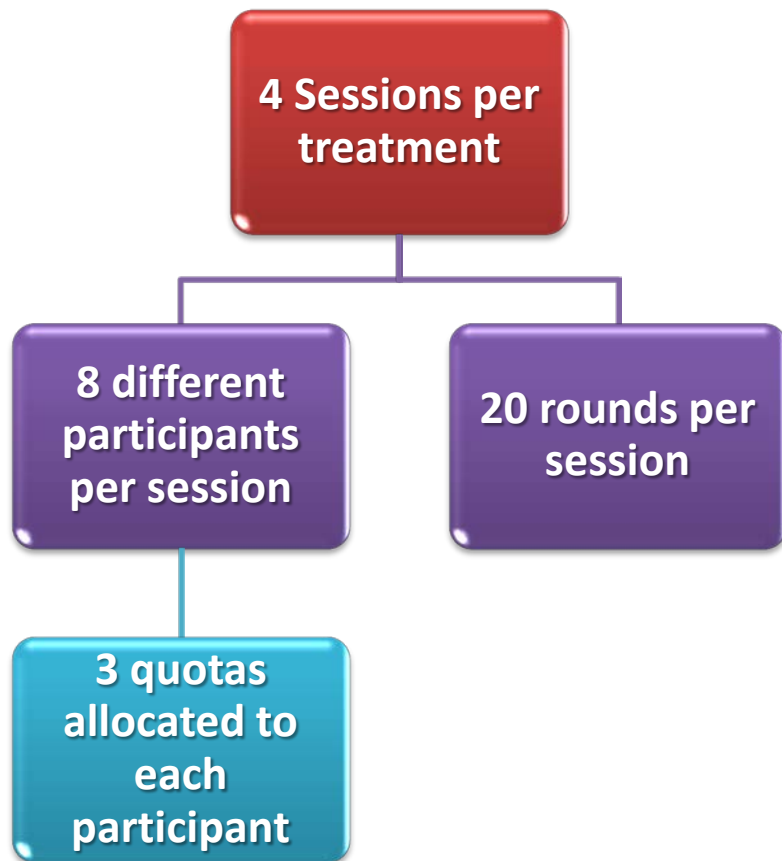 4 Sessions per
treatment
8 different
participants
per session
20 rounds per
session
3 quotas
allocated to
each
participant